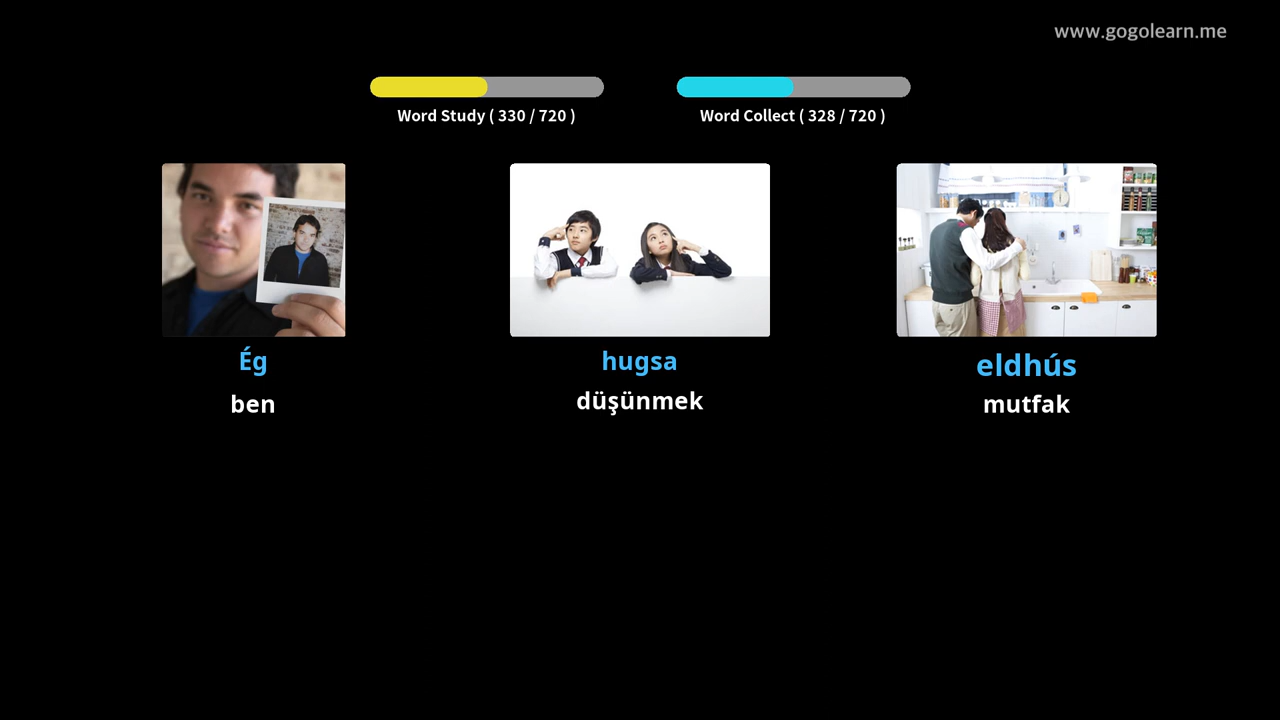 www.gogolearn.me
Word Study ( 330 / 720 )
Word Collect ( 328 / 720 )
Ég
hugsa
eldhús
ben
düşünmek
mutfak